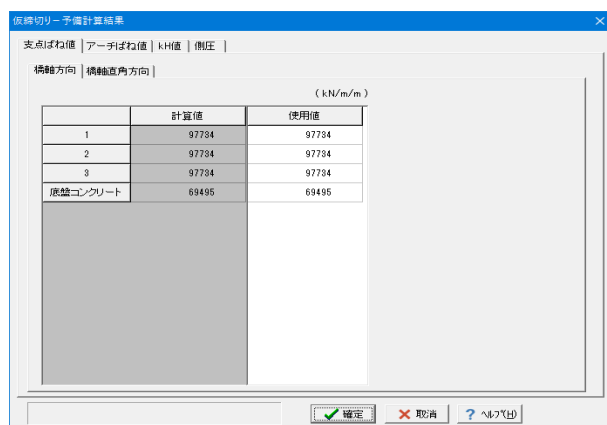 仮締切り－予備計算結果
支点ばね値 アーチばね値 kH値 側圧
橋軸方向 橋軸直角方向
( kN/m/m )
計算値 使用値
1 97734 97734
2 97734 97734
3 97734 97734
底盤コンクリート 69495 69495
確定 取消 ? ヘルプ(H)